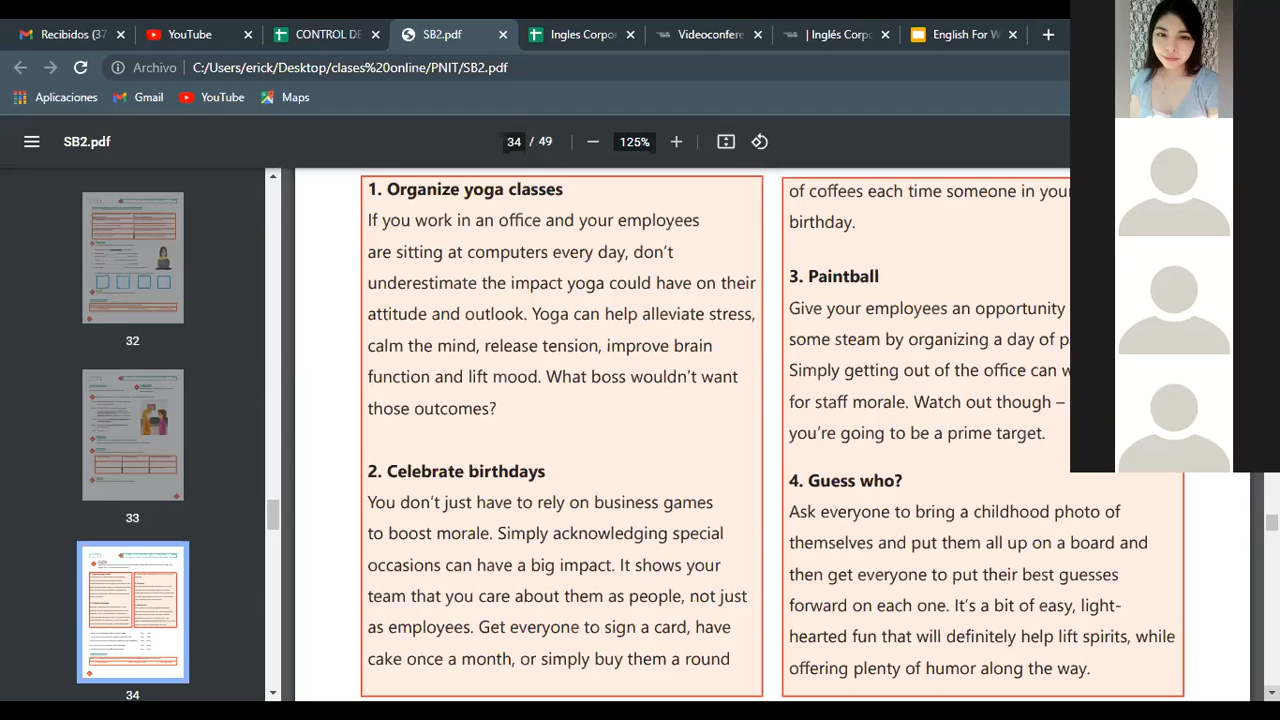 Recibidos (37
YouTube
CONTROL DE
SB2.pdf
Ingles Corpor
Videoconfere
| Inglés Corpo
English For W
Archivo
C:/Users/erick/Desktop/clases%20online/PNIT/SB2.pdf
Aplicaciones
Gmail
YouTube
Maps
SB2.pdf
34 / 49
125%
32
33
34
1. Organize yoga classes
If you work in an office and your employees
are sitting at computers every day, don't
underestimate the impact yoga could have on their
attitude and outlook. Yoga can help alleviate stress,
calm the mind, release tension, improve brain
function and lift mood. What boss wouldn't want
those outcomes?
2. Celebrate birthdays
You don't just have to rely on business games
to boost morale. Simply acknowledging special
occasions can have a big impact. It shows your
team that you care about them as people, not just
as employees. Get everyone to sign a card, have
cake once a month, or simply buy them a round
of coffees each time someone in your
birthday.
3. Paintball
Give your employees an opportunity
some steam by organizing a day of p
Simply getting out of the office can w
for staff morale. Watch out though –
you're going to be a prime target.
4. Guess who?
Ask everyone to bring a childhood photo of
themselves and put them all up on a board and
then get everyone to put their best guesses
forward on each one. It's a bit of easy, light-
hearted fun that will definitely help lift spirits, while
offering plenty of humor along the way.